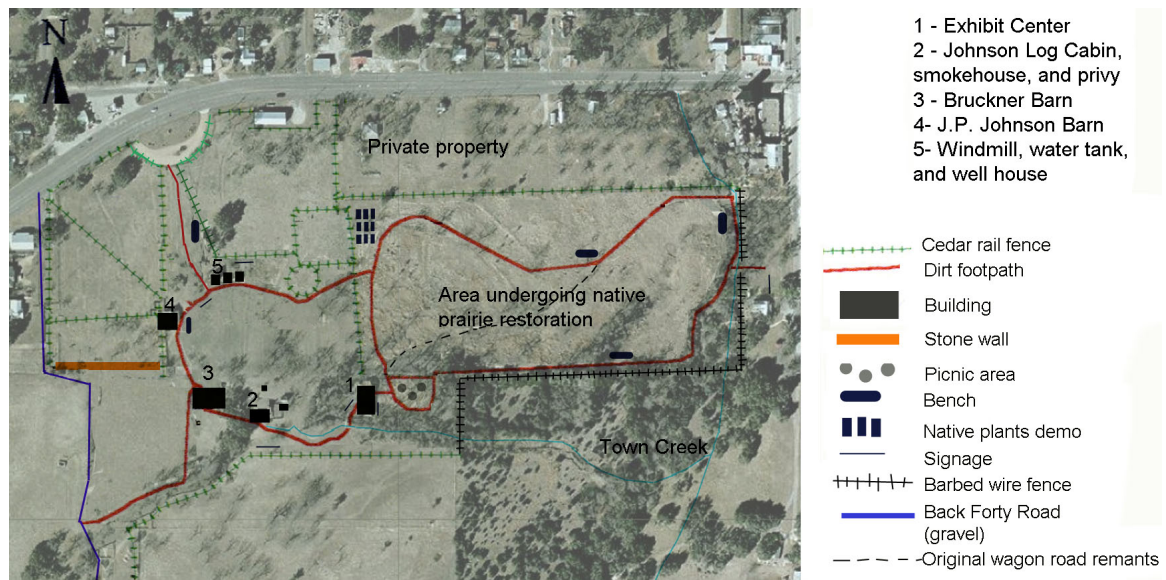 N
Private property
5
4
Area undergoing native
prairie restoration
3
2
1
Town Creek
1 - Exhibit Center
2 - Johnson Log Cabin,
smokehouse, and privy
3 - Bruckner Barn
4- J.P. Johnson Barn
5- Windmill, water tank,
and well house
Cedar rail fence
Dirt footpath
Building
Stone wall
Picnic area
Bench
Native plants demo
Signage
Barbed wire fence
Back Forty Road
(gravel)
Original wagon road remants